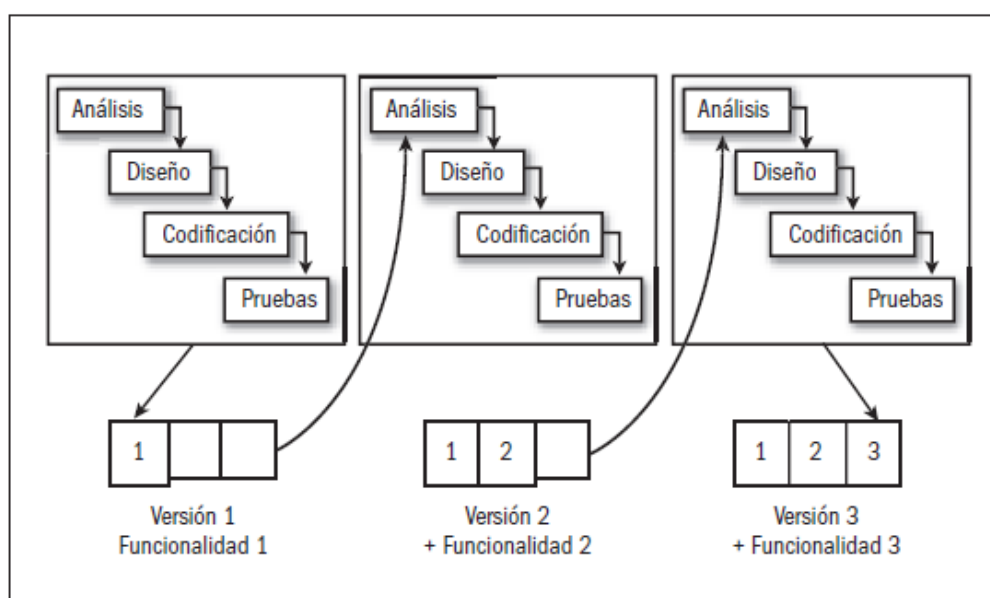 Análisis
Diseño
Codificación
Pruebas
Análisis
Diseño
Codificación
Pruebas
Análisis
Diseño
Codificación
Pruebas
1
Versión 1
Funcionalidad 1
1 2
Versión 2
+ Funcionalidad 2
1 2 3
Versión 3
+ Funcionalidad 3